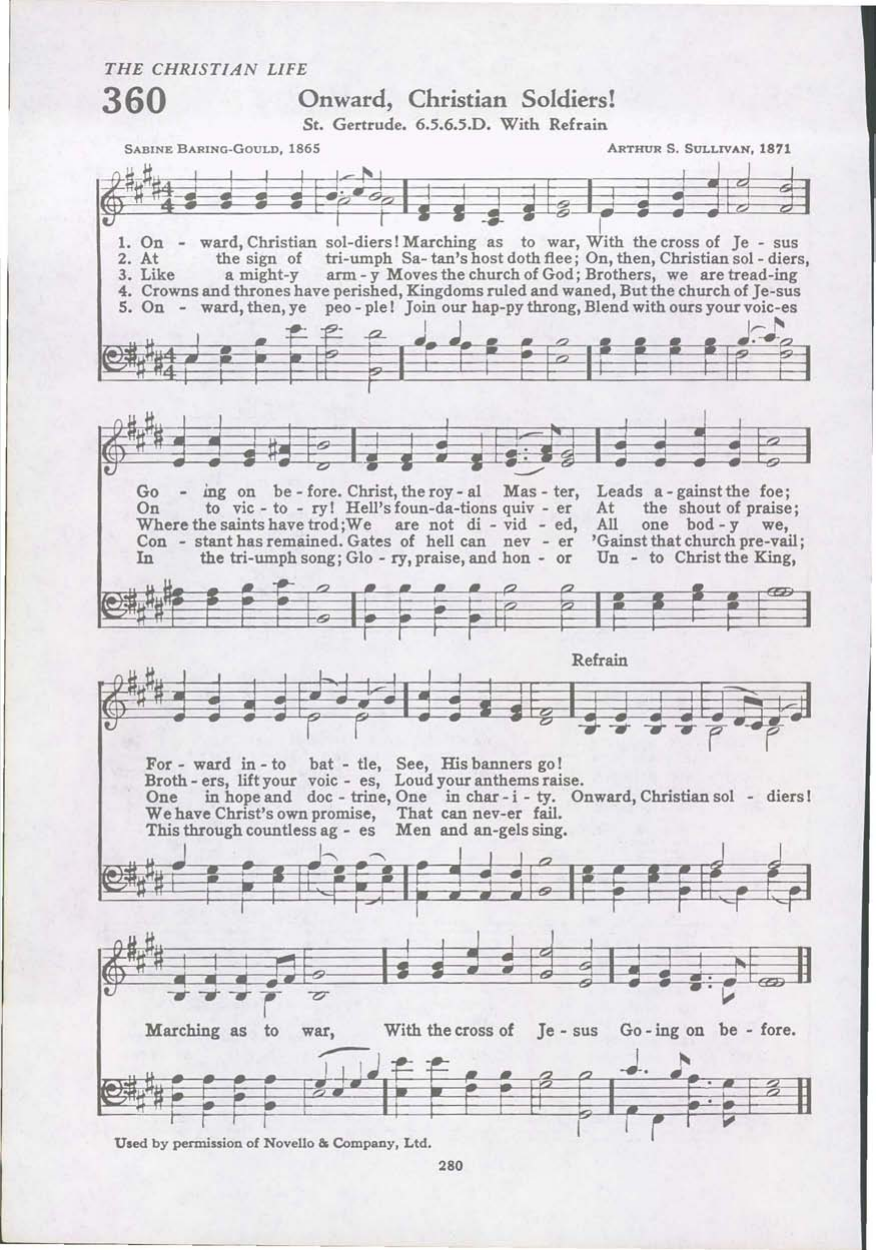 THE CHRISTIAN LIFE
360 Onward, Christian Soldiers!
St. Gertrude. 6.5.6.5.D. With Refrain
SABINE BARING-GOULD, 1865 ARTHUR S. SULLIVAN, 1871
1. On - ward, Christian sol-diers! Marching as to war, With the cross of Je - sus
2. At the sign of tri-umph Sa- tan's host doth flee; On, then, Christian sol - diers,
3. Like a might-y arm - y Moves the church of God; Brothers, we are tread-ing
4. Crowns and thrones have perished, Kingdoms ruled and waned, But the church of Je-sus
5. On - ward, then, ye peo - ple! Join our hap-py throng, Blend with ours your voic-es
Go - ing on be - fore. Christ, the roy - al Mas - ter, Leads a - gainst the foe;
On to vic - to - ry! Hell's foun-da-tions quiv - er At the shout of praise;
Where the saints have trod; We are not di - vid - ed, All one bod - y we,
Con - stant has remained. Gates of hell can nev - er 'Gainst that church pre-vail;
In the tri-umph song; Glo - ry, praise, and hon - or Un - to Christ the King,
Refrain
For - ward in - to bat - tle, See, His banners go!
Broth - ers, lift your voic - es, Loud your anthems raise.
One in hope and doc - trine, One in char - i - ty. Onward, Christian sol - diers!
We have Christ's own promise, That can nev-er fail.
This through countless ag - es Men and an-gels sing.
Marching as to war, With the cross of Je - sus Go - ing on be - fore.
Used by permission of Novello & Company, Ltd.
280